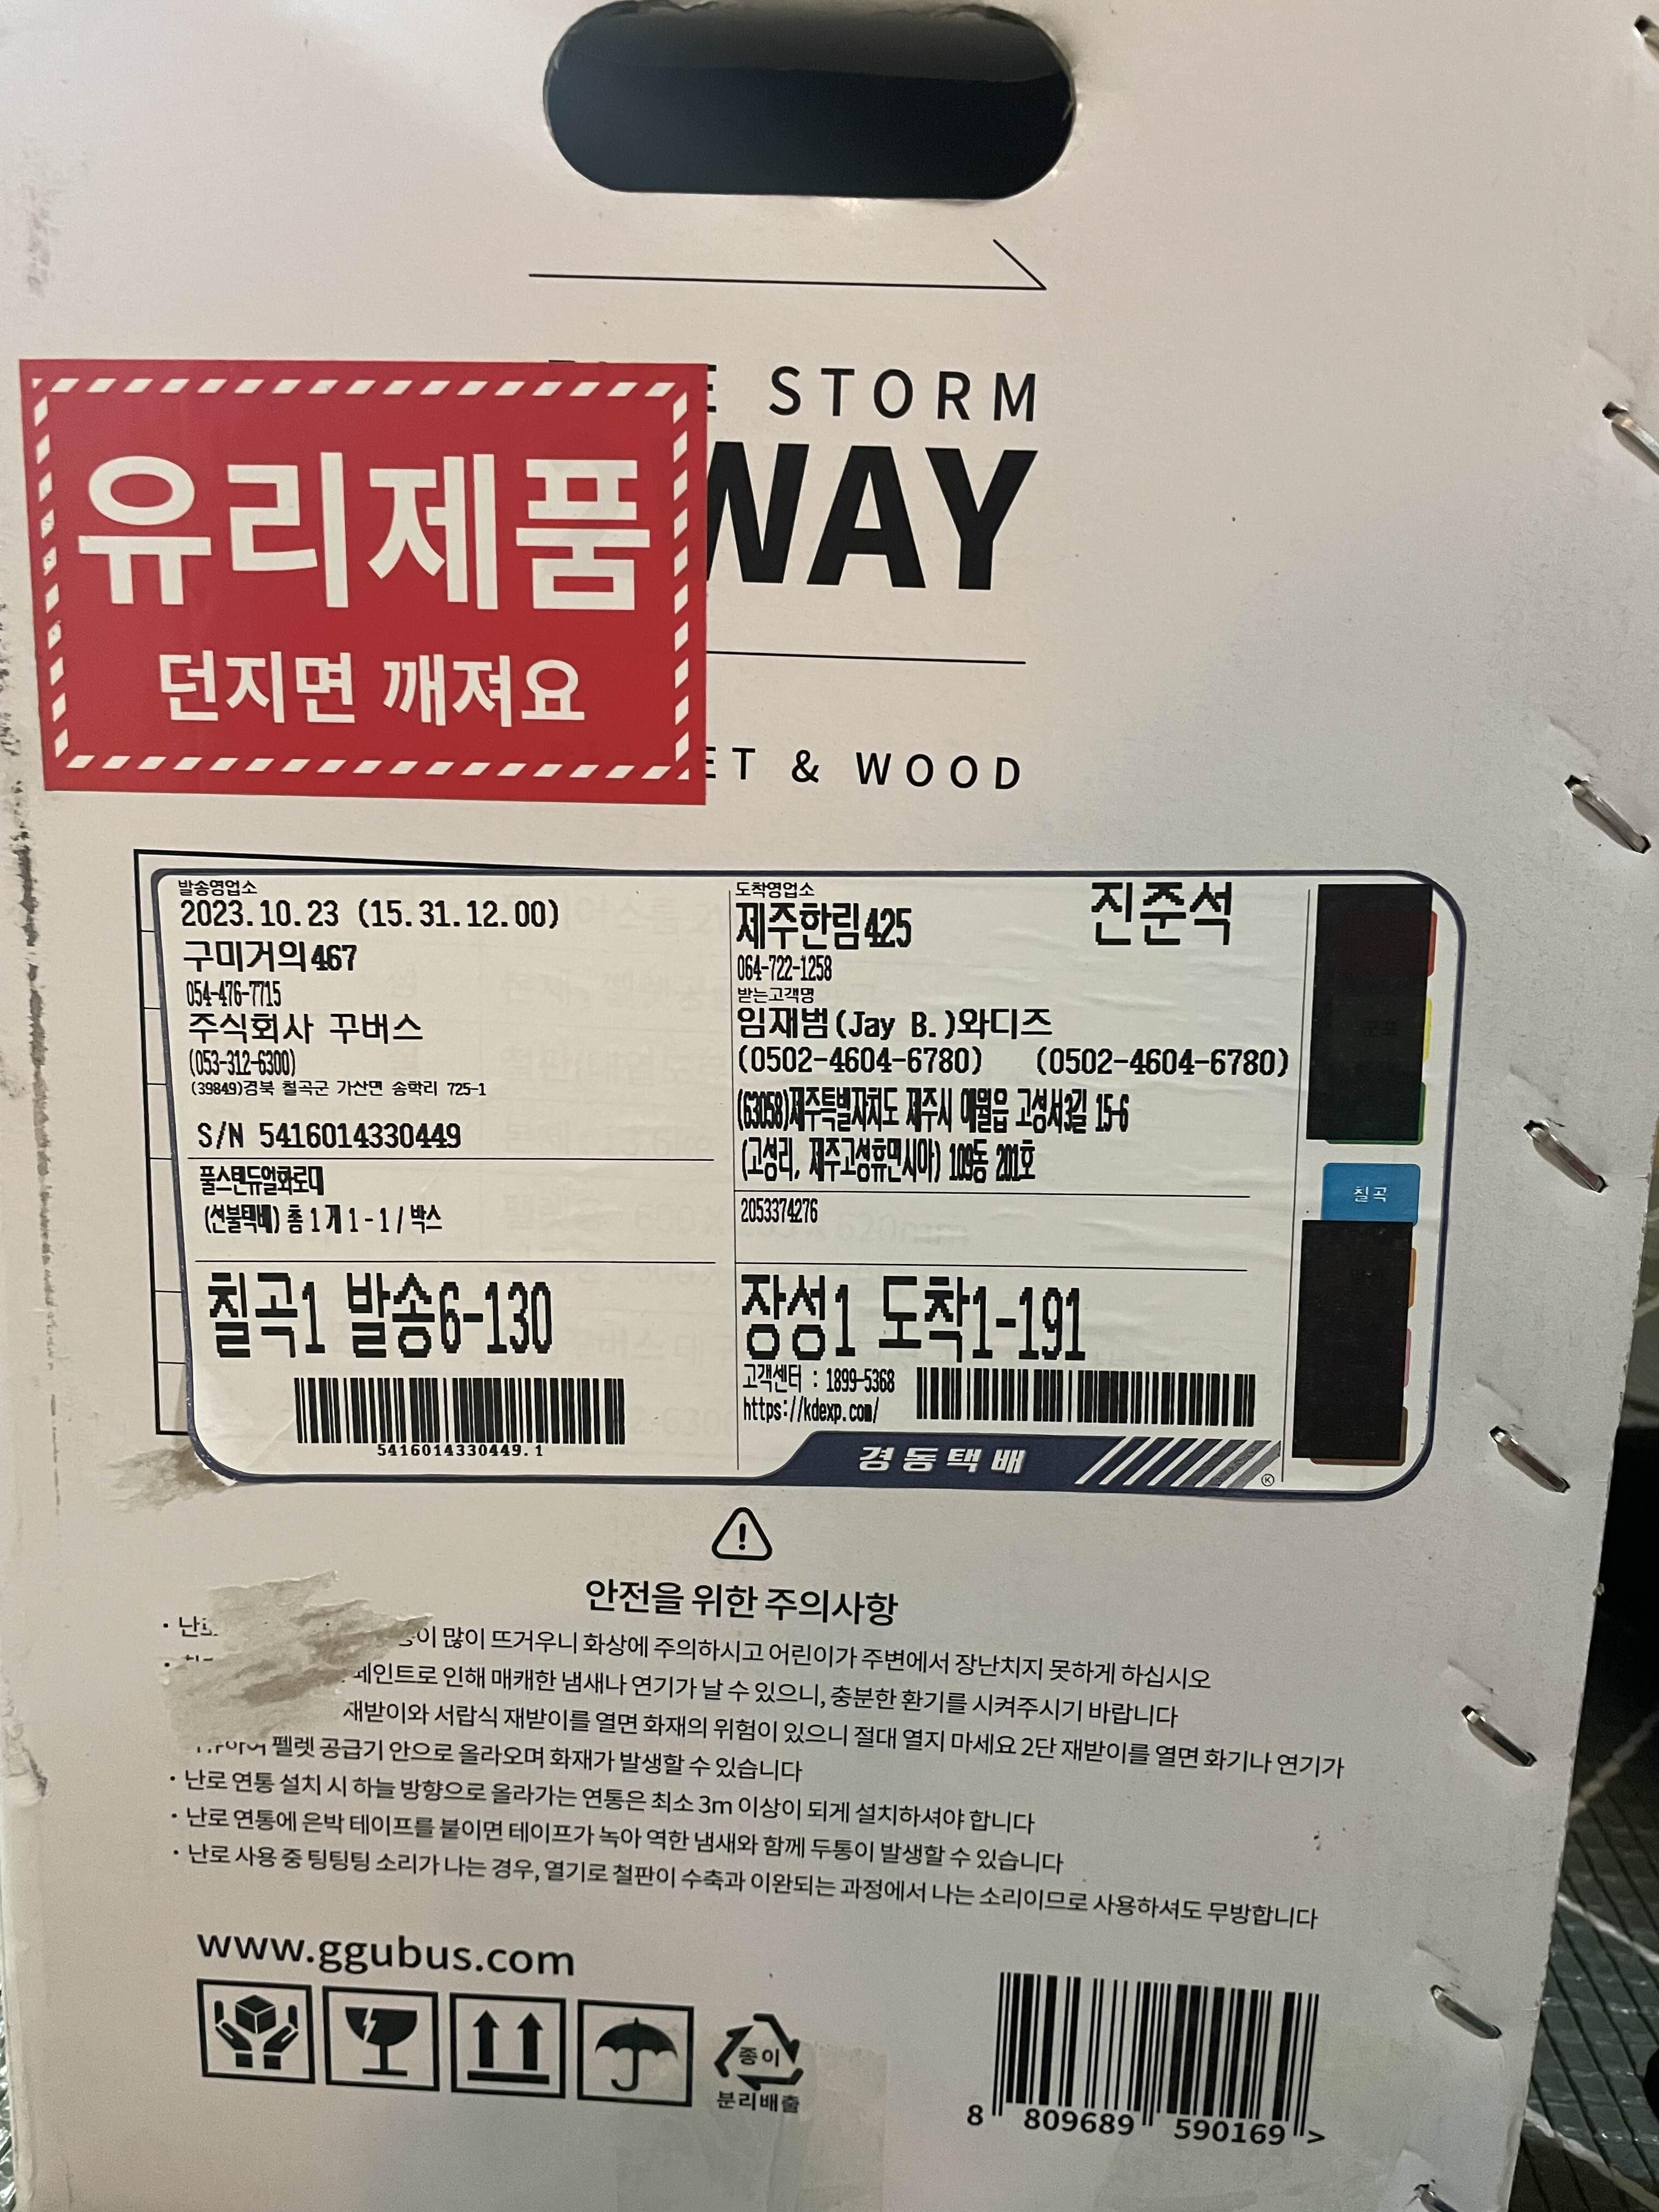 STORM
WAY
유리제품
던지면 깨져요
& WOOD
발송영업소
2023.10.23 (15.31.12.00)
구미거의467
054-476-7715
주식회사 꾸버스
(053-312-6300)
(39849)경북 칠곡군 가산면 송학리 725-1
S/N 5416014330449
풀스텐듀얼화로대
(선불택배) 총 1 개 1 - 1 / 박스
칠곡1 발송6-130
5416014330449.1
도착영업소
제주한림425
진준석
064-722-1258
받는고객명
임재범(Jay B.)와디즈
(0502-4604-6780) (0502-4604-6780)
(63058)제주특별자치도 제주시 애월읍 고성서3길 15-6
(고성리, 제주고성휴먼시아) 109동 201호
2053374276
장성1 도착1-191
고객센터 : 1899-5368
https://kdexp.com/
경동택배
칠곡
안전을 위한 주의사항
많이 뜨거우니 화상에 주의하시고 어린이가 주변에서 장난치지 못하게 하십시오
페인트로 인해 매캐한 냄새나 연기가 날 수 있으니, 충분한 환기를 시켜주시기 바랍니다
재받이와 서랍식 재받이를 열면 화재의 위험이 있으니 절대 열지 마세요 2단 재받이를 열면 화기나 연기가
펠렛 공급기 안으로 올라오며 화재가 발생할 수 있습니다
· 난로 연통 설치 시 하늘 방향으로 올라가는 연통은 최소 3m 이상이 되게 설치하셔야 합니다
· 난로 연통에 은박 테이프를 붙이면 테이프가 녹아 역한 냄새와 함께 두통이 발생할 수 있습니다
· 난로 사용 중 팅팅팅 소리가 나는 경우, 열기로 철판이 수축과 이완되는 과정에서 나는 소리이므로 사용하셔도 무방합니다
www.ggubus.com
종이
분리배출
8 809689 590169 >